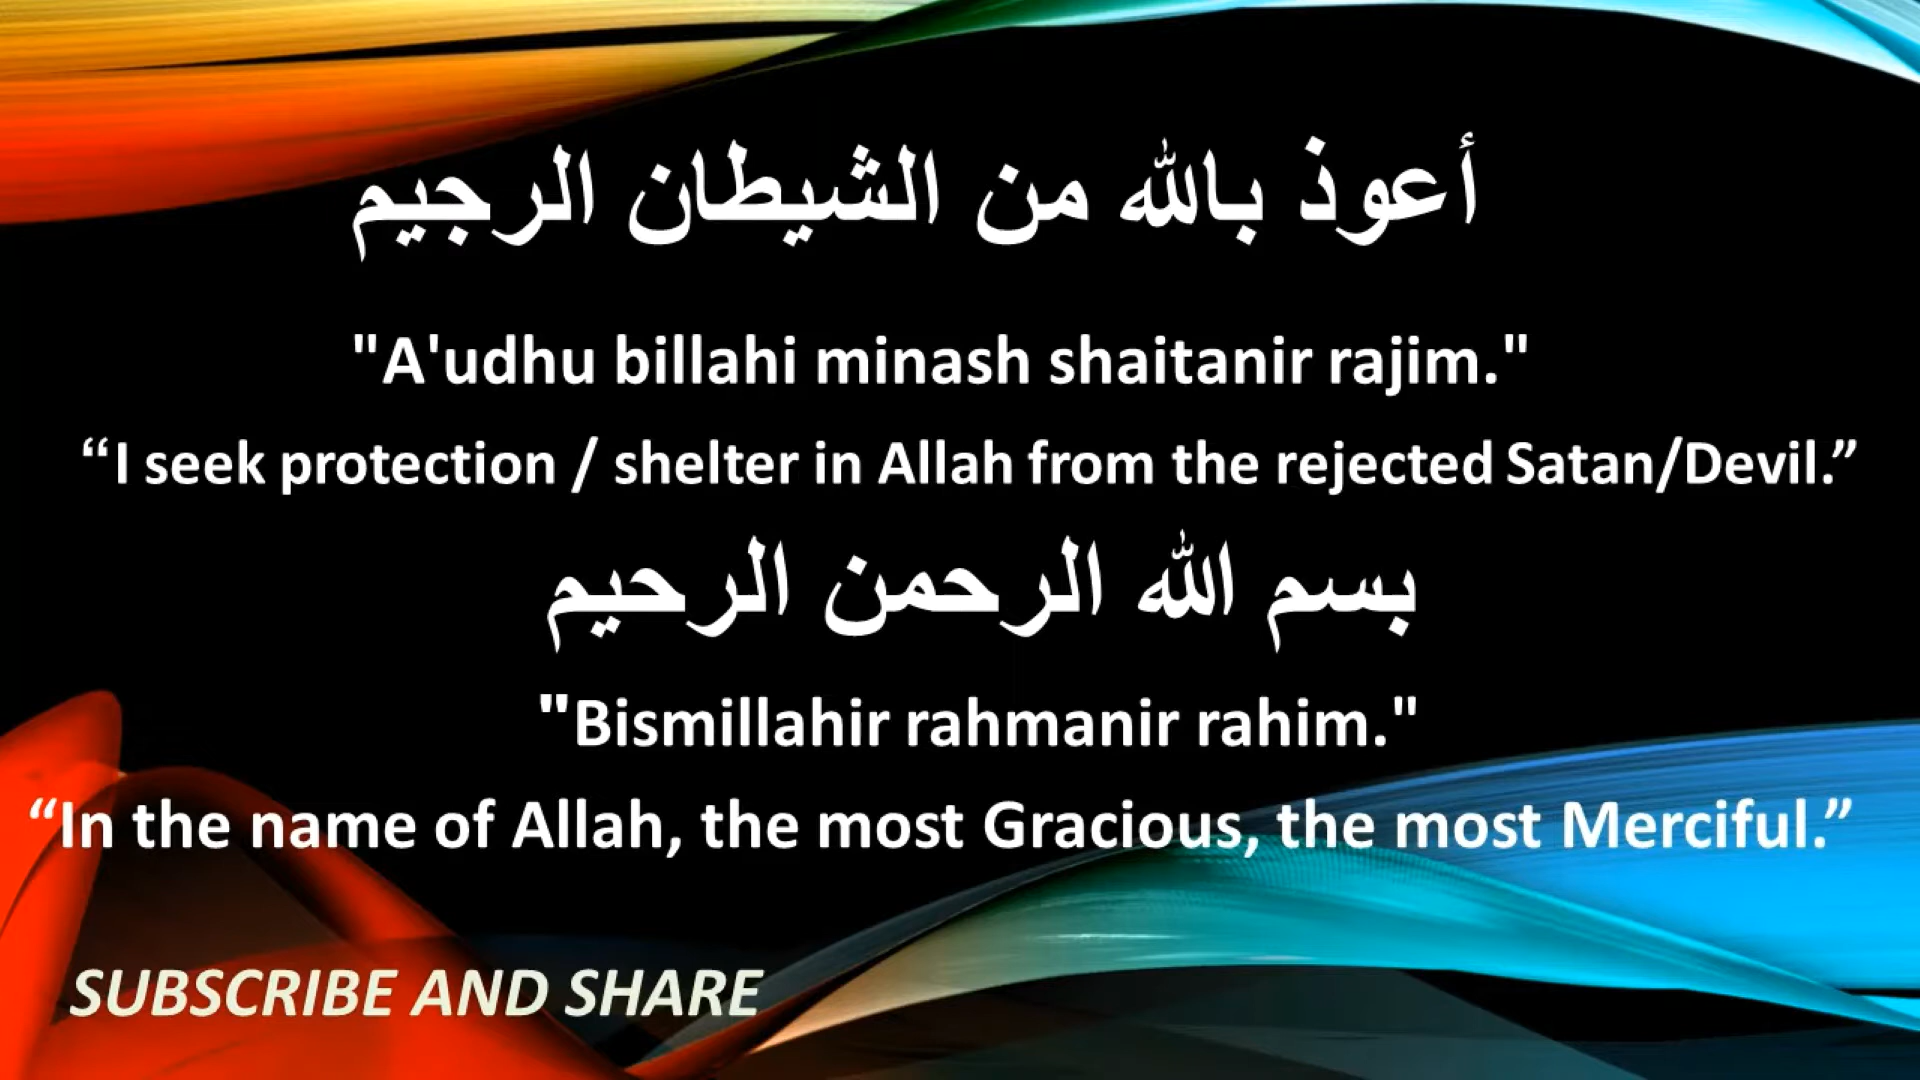 أعوذ بالله من الشيطان الرجيم
"A'udhu billahi minash shaitanir rajim."
“I seek protection / shelter in Allah from the rejected Satan/Devil.”
بسم الله الرحمن الرحيم
"Bismillahir rahmanir rahim."
“In the name of Allah, the most Gracious, the most Merciful.”
SUBSCRIBE AND SHARE